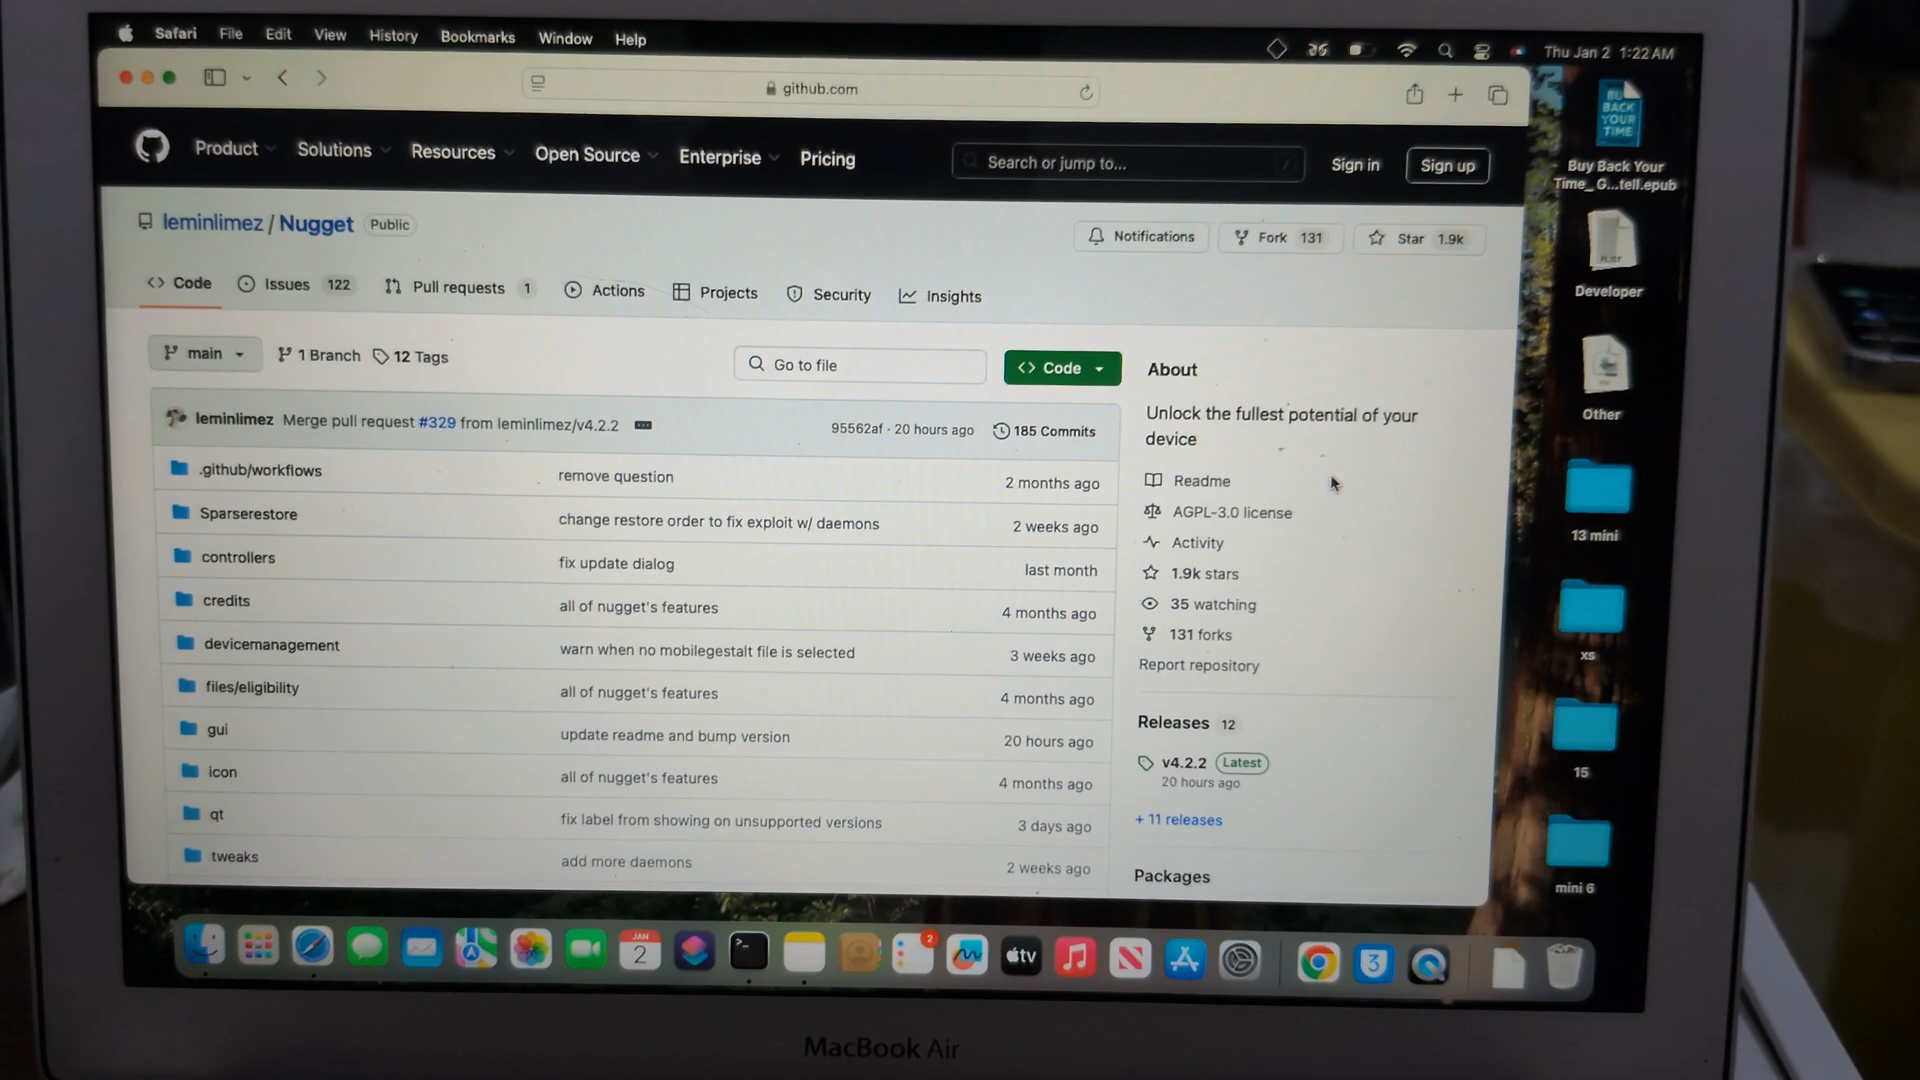 Safari File Edit View History Bookmarks Window Help
Thu Jan 2 1:22 AM
github.com
Product Solutions Resources Open Source Enterprise Pricing
Search or jump to... /
Sign in
Sign up
leminlimez / Nugget Public
Notifications
Fork 131
Star 1.9k
Code
Issues 122
Pull requests 1
Actions
Projects
Security
Insights
main
1 Branch
12 Tags
Go to file
Code
leminlimez Merge pull request #329 from leminlimez/v4.2.2
95562af · 20 hours ago
185 Commits
.github/workflows remove question 2 months ago
Sparserestore change restore order to fix exploit w/ daemons 2 weeks ago
controllers fix update dialog last month
credits all of nugget's features 4 months ago
devicemanagement warn when no mobilegestalt file is selected 3 weeks ago
files/eligibility all of nugget's features 4 months ago
gui update readme and bump version 20 hours ago
icon all of nugget's features 4 months ago
qt fix label from showing on unsupported versions 3 days ago
tweaks add more daemons 2 weeks ago
About
Unlock the fullest potential of your
device
Readme
AGPL-3.0 license
Activity
1.9k stars
35 watching
131 forks
Report repository
Releases 12
v4.2.2 Latest
20 hours ago
+ 11 releases
Packages
BACK
YOUR
TIME
Buy Back Your
Time_ G...tell.epub
PLIST
Developer
Other
13 mini
xs
15
mini 6
JAN
2
2
tv
3
MacBook Air